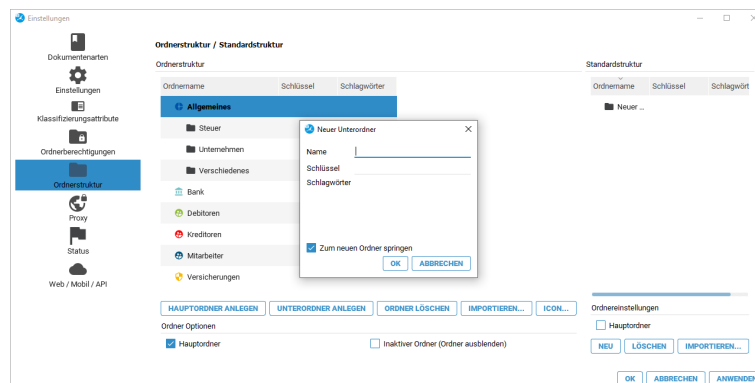 Einstellungen
Dokumentenarten
Einstellungen
Klassifizierungsattribute
Ordnerberechtigungen
Ordnerstruktur
Proxy
Status
Web / Mobil / API
Ordnerstruktur / Standardstruktur
Ordnerstruktur
Ordnername Schlüssel Schlagwörter
Allgemeines
Steuer
Unternehmen
Verschiedenes
Bank
Debitoren
Kreditoren
Mitarbeiter
Versicherungen
HAUPTORDNER ANLEGEN UNTERORDNER ANLEGEN ORDNER LÖSCHEN IMPORTIEREN... ICON...
Ordner Optionen
Hauptordner Inaktiver Ordner (Ordner ausblenden)
Neuer Unterordner
Name
Schlüssel
Schlagwörter
Zum neuen Ordner springen
OK ABBRECHEN
Standardstruktur
Ordnername Schlüssel Schlagwört
Neuer ...
Ordnereinstellungen
Hauptordner
NEU LÖSCHEN IMPORTIEREN...
OK ABBRECHEN ANWENDEN